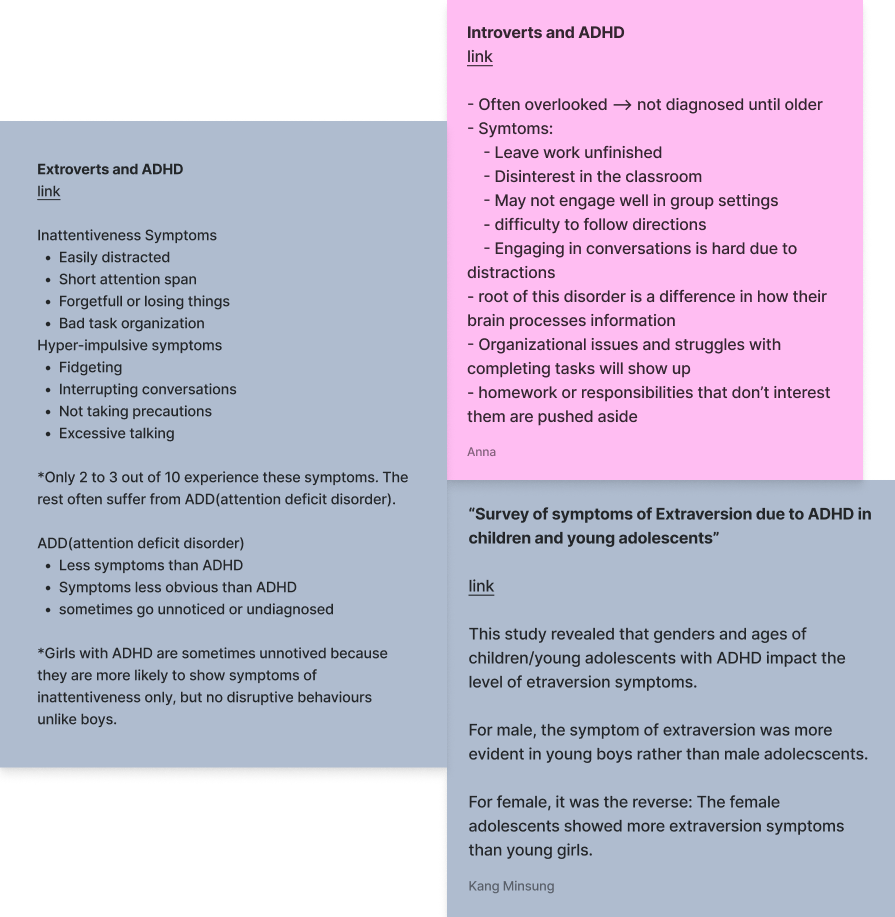 Extroverts and ADHD
link
Inattentiveness Symptoms
• Easily distracted
• Short attention span
• Forgetfull or losing things
• Bad task organization
Hyper-impulsive symptoms
• Fidgeting
• Interrupting conversations
• Not taking precautions
• Excessive talking
*Only 2 to 3 out of 10 experience these symptoms. The
rest often suffer from ADD(attention deficit disorder).
ADD(attention deficit disorder)
• Less symptoms than ADHD
• Symptoms less obvious than ADHD
• sometimes go unnoticed or undiagnosed
*Girls with ADHD are sometimes unnotived because
they are more likely to show symptoms of
inattentiveness only, but no disruptive behaviours
unlike boys.
Introverts and ADHD
link
- Often overlooked → not diagnosed until older
- Symtoms:
- Leave work unfinished
- Disinterest in the classroom
- May not engage well in group settings
- difficulty to follow directions
- Engaging in conversations is hard due to
distractions
- root of this disorder is a difference in how their
brain processes information
- Organizational issues and struggles with
completing tasks will show up
- homework or responsibilities that don’t interest
them are pushed aside
Anna
“Survey of symptoms of Extraversion due to ADHD in
children and young adolescents”
link
This study revealed that genders and ages of
children/young adolescents with ADHD impact the
level of etraversion symptoms.
For male, the symptom of extraversion was more
evident in young boys rather than male adolecscents.
For female, it was the reverse: The female
adolescents showed more extraversion symptoms
than young girls.
Kang Minsung